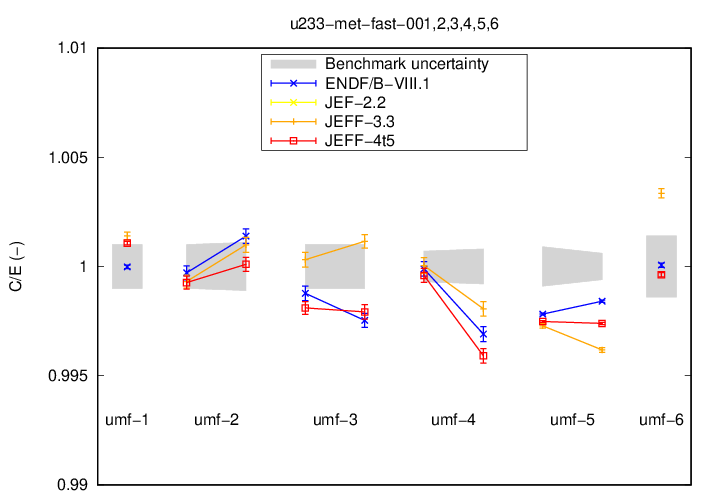 u233−met−fast−001,2,3,4,5,6
1.01
Benchmark uncertainty
ENDF/B−VIII.1
JEF−2.2
JEFF−3.3
JEFF−4t5
1.005
C/E (−)
1
0.995
umf−1 umf−2 umf−3 umf−4 umf−5 umf−6
0.99